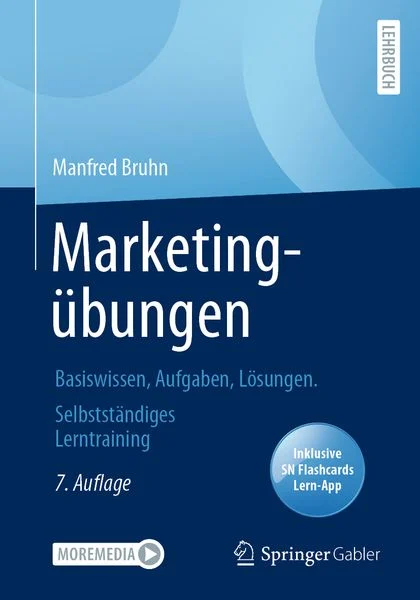 LEHRBUCH
Manfred Bruhn
Marketing-
übungen
Basiswissen, Aufgaben, Lösungen.
Selbstständiges
Lerntraining
7. Auflage
Inklusive
SN Flashcards
Lern-App
MOREMEDIA
Springer Gabler